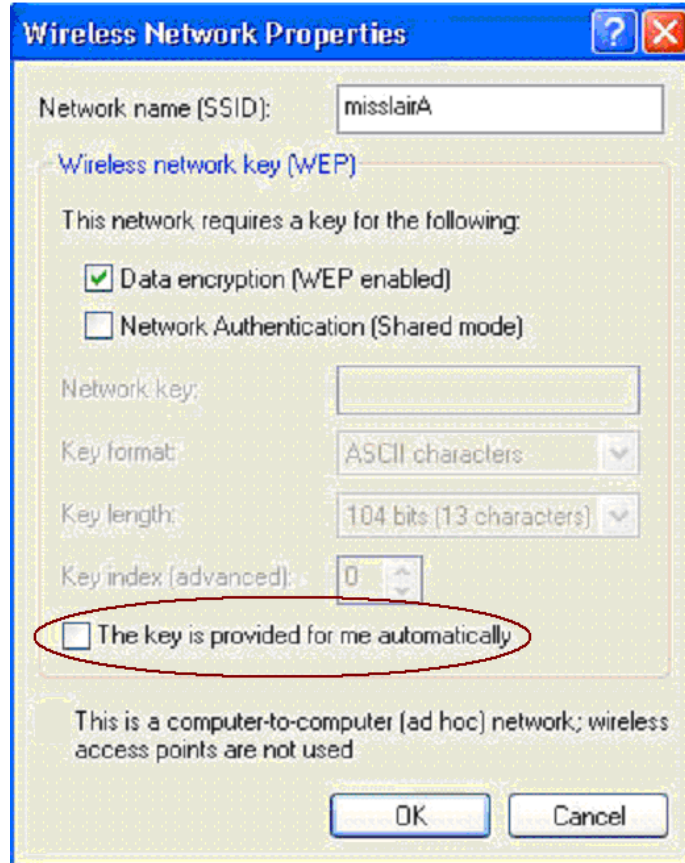 Wireless Network Properties
Network name (SSID):
misslairA
Wireless network key (WEP)
This network requires a key for the following:
Data encryption (WEP enabled)
Network Authentication (Shared mode)
Network key:
Key format:
ASCII characters
Key length:
104 bits (13 characters)
Key index (advanced):
0
The key is provided for me automatically
This is a computer-to-computer (ad hoc) network; wireless
access points are not used
OK
Cancel